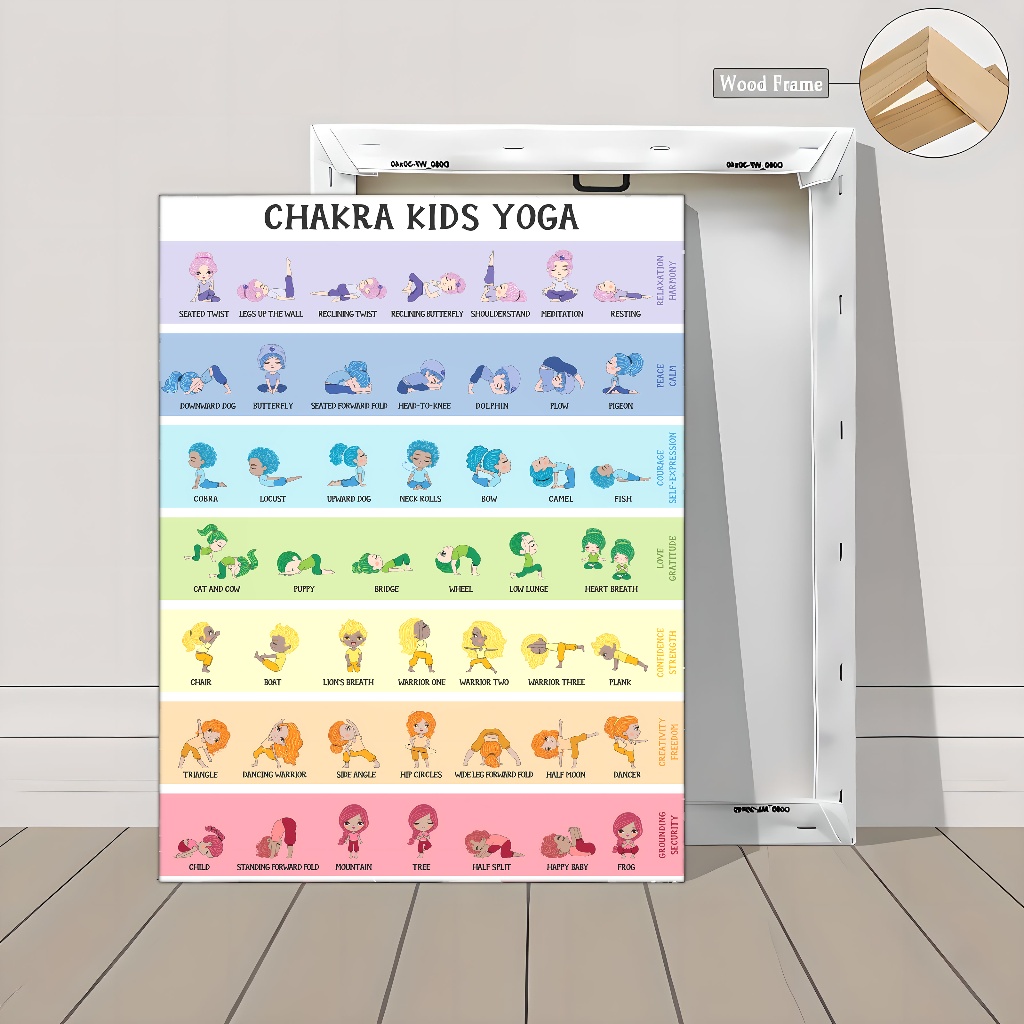 Wood Frame
CHAKRA KIDS YOGA
SEATED TWIST LEGS UP THE WALL RECLINING TWIST RECLINING BUTTERFLY SHOULDERSTAND MEDITATION RESTING
RELAXATION
HARMONY
DOWNWARD DOG BUTTERFLY SEATED FORWARD FOLD HEAD-TO-KNEE DOLPHIN PLOW PIGEON
PEACE
CALM
COBRA LOCUST UPWARD DOG NECK ROLLS BOW CAMEL FISH
COURAGE
SELF-EXPRESSION
CAT AND COW PUPPY BRIDGE WHEEL LOW LUNGE HEART BREATH
LOVE
GRATITUDE
CHAIR BOAT LION'S BREATH WARRIOR ONE WARRIOR TWO WARRIOR THREE PLANK
CONFIDENCE
STRENGTH
TRIANGLE DANCING WARRIOR SIDE ANGLE HIP CIRCLES WIDE LEG FORWARD FOLD HALF MOON DANCER
CREATIVITY
FREEDOM
CHILD STANDING FORWARD FOLD MOUNTAIN TREE HALF SPLIT HAPPY BABY FROG
GROUNDING
SECURITY